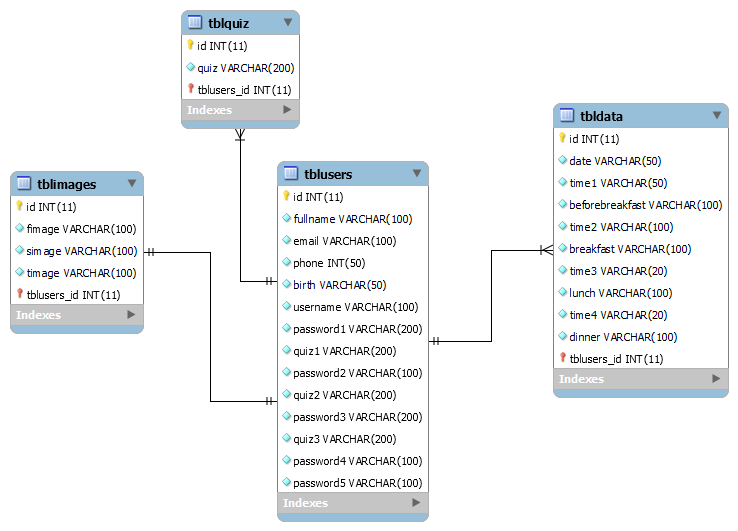 tblquiz
id INT(11)
quiz VARCHAR(200)
tblusers_id INT(11)
Indexes
tblimages
id INT(11)
fimage VARCHAR(100)
simage VARCHAR(100)
timage VARCHAR(100)
tblusers_id INT(11)
Indexes
tblusers
id INT(11)
fullname VARCHAR(100)
email VARCHAR(100)
phone INT(50)
birth VARCHAR(50)
username VARCHAR(100)
password1 VARCHAR(200)
quiz1 VARCHAR(200)
password2 VARCHAR(100)
quiz2 VARCHAR(200)
password3 VARCHAR(200)
quiz3 VARCHAR(200)
password4 VARCHAR(100)
password5 VARCHAR(100)
Indexes
tbldata
id INT(11)
date VARCHAR(50)
time1 VARCHAR(50)
beforebreakfast VARCHAR(100)
time2 VARCHAR(100)
breakfast VARCHAR(100)
time3 VARCHAR(20)
lunch VARCHAR(100)
time4 VARCHAR(20)
dinner VARCHAR(100)
tblusers_id INT(11)
Indexes